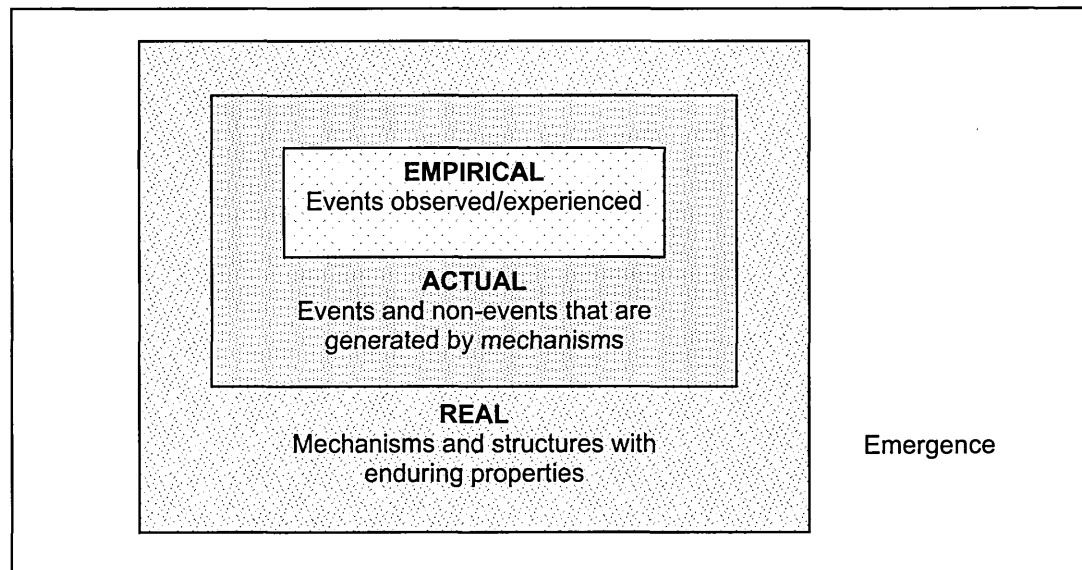 EMPIRICAL
Events observed/experienced
ACTUAL
Events and non-events that are
generated by mechanisms
REAL
Mechanisms and structures with
enduring properties
Emergence